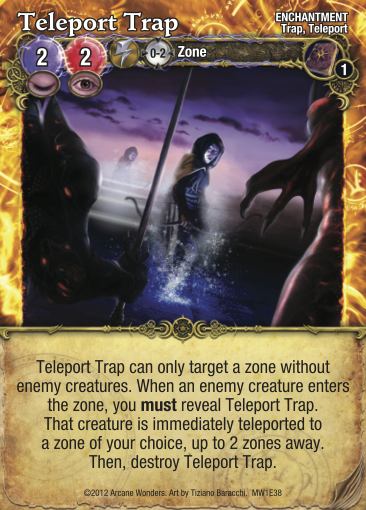 Teleport Trap
ENCHANTMENT
Trap, Teleport
2 2 0-2 Zone 1
Teleport Trap can only target a zone without
enemy creatures. When an enemy creature enters
the zone, you must reveal Teleport Trap.
That creature is immediately teleported to
a zone of your choice, up to 2 zones away.
Then, destroy Teleport Trap.
©2012 Arcane Wonders. Art by Tiziano Baracchi. MW1E38